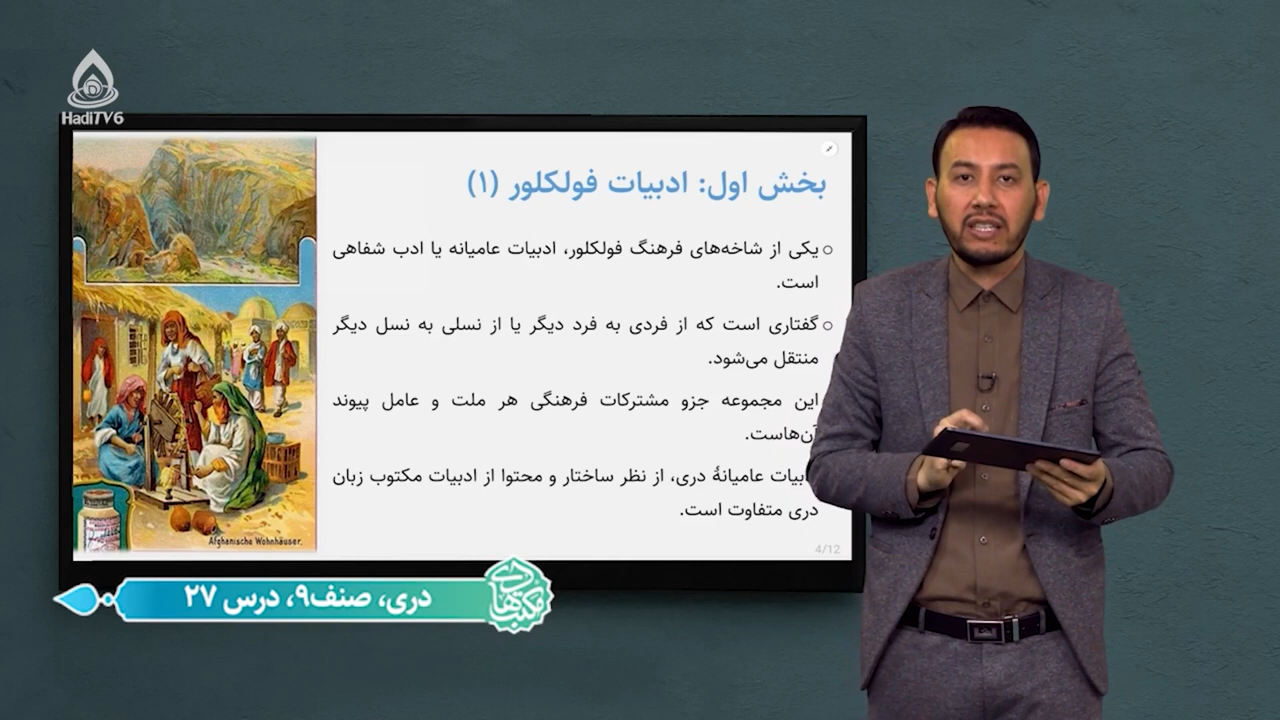 HadiTV6
بخش اول: ادبیات فولکلور (۱)
یکی از شاخه‌های فرهنگ فولکلور، ادبیات عامیانه یا ادب شفاهی
است.
گفتاری است که از فردی به فرد دیگر یا از نسلی به نسل دیگر
منتقل می‌شود.
این مجموعه جزو مشترکات فرهنگی هر ملت و عامل پیوند
آن‌هاست.
عامیانهٔ دری، از نظر ساختار و محتوا از ادبیات مکتوب زبان
دری متفاوت است.
4/12
Afghanische Wohnhäuser.
دری، صنف۹، درس ۲۷
مکتب هادی